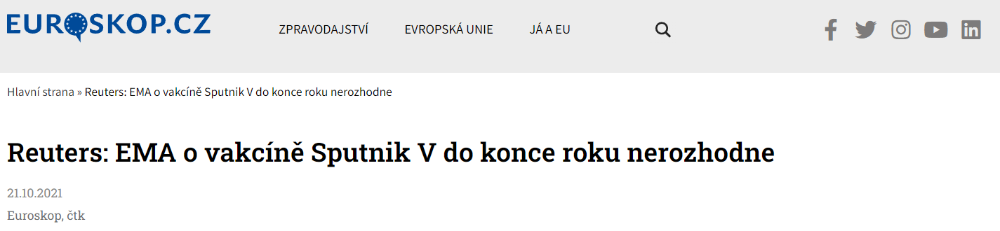 EUROSKOP.CZ
ZPRAVODAJSTVÍ
EVROPSKÁ UNIE
JÁ A EU
Hlavní strana » Reuters: EMA o vakcíně Sputnik V do konce roku nerozhodne
Reuters: EMA o vakcíně Sputnik V do konce roku nerozhodne
21.10.2021
Euroskop, čtk